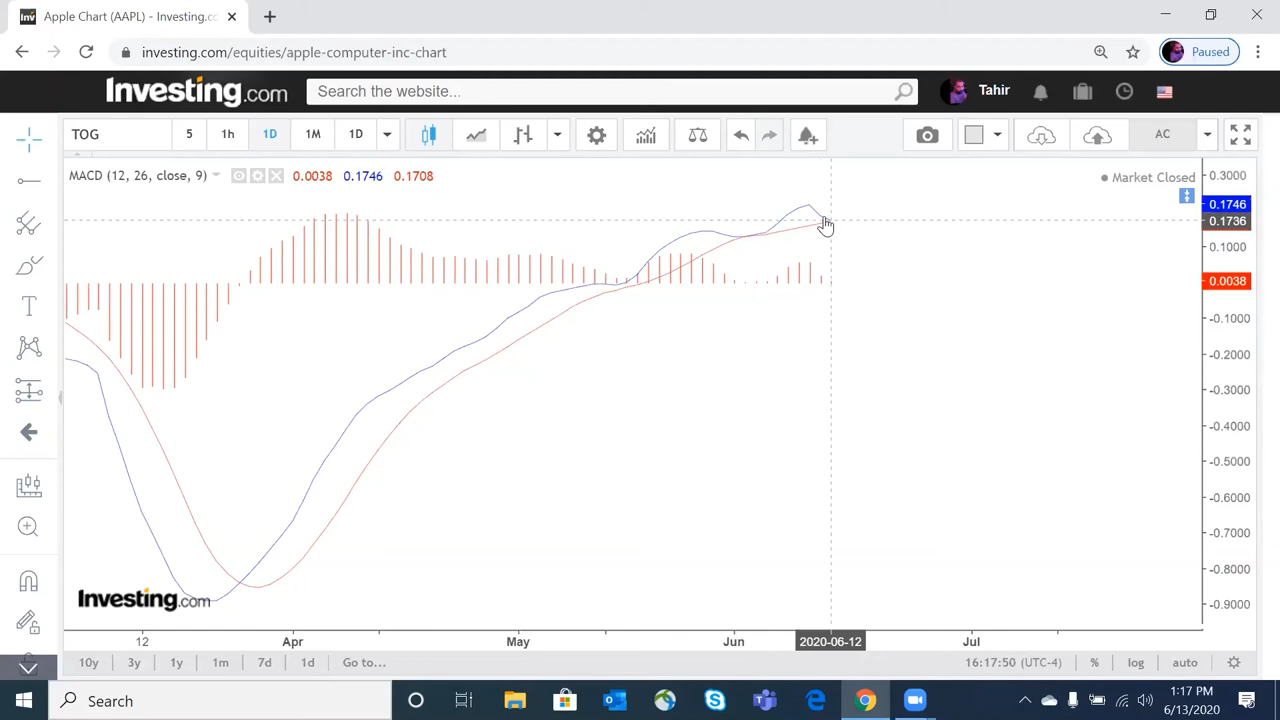 Inv Apple Chart (AAPL) - Investing.co
investing.com/equities/apple-computer-inc-chart Paused
Investing.com Search the website... Tahir
TOG 5 1h 1D 1M 1D AC
MACD (12, 26, close, 9) 0.0038 0.1746 0.1708
Market Closed
0.3000
0.1746
0.1736
0.1000
0.0038
-0.1000
-0.2000
-0.3000
-0.4000
-0.5000
-0.6000
-0.7000
-0.8000
-0.9000
Investing.com
12 Apr May Jun 2020-06-12 Jul
10y 3y 1y 1m 7d 1d Go to... 16:17:50 (UTC-4) % log auto
Search
1:17 PM
6/13/2020